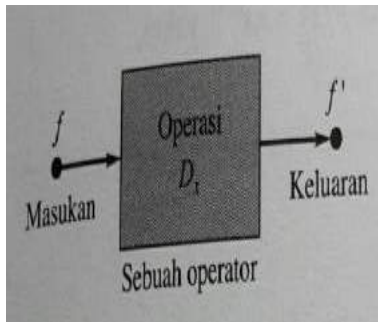 f
Masukan
Operasi
Dₓ
f'
Keluaran
Sebuah operator